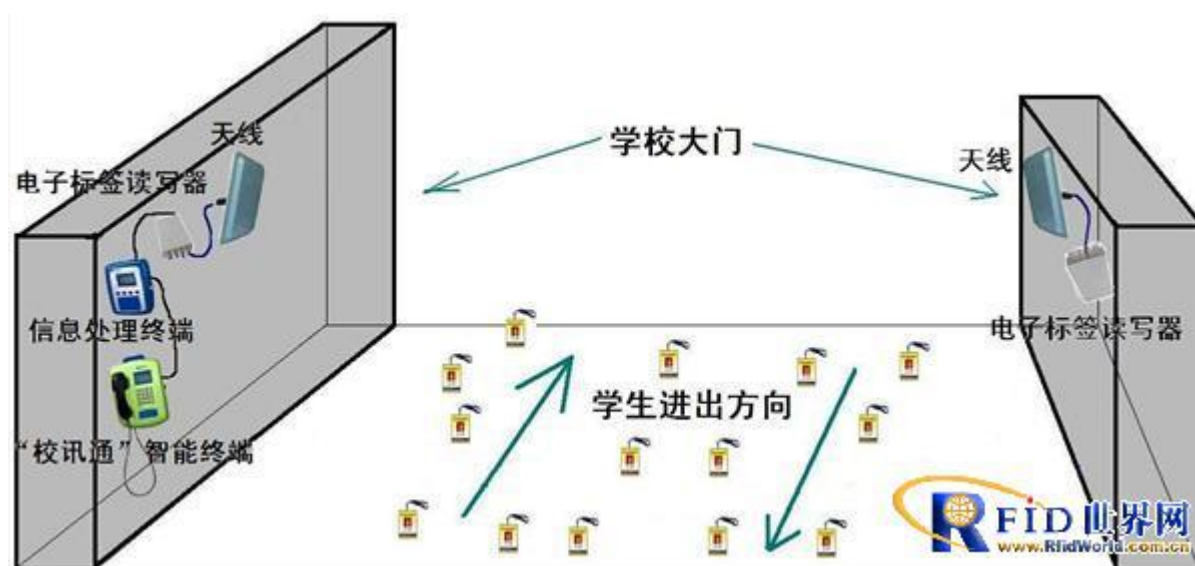 天线
学校大门
天线
电子标签读写器
信息处理终端
电子标签读写器
学生进出方向
“校讯通”智能终端
RFID世界网
www.RfidWorld.com.cn